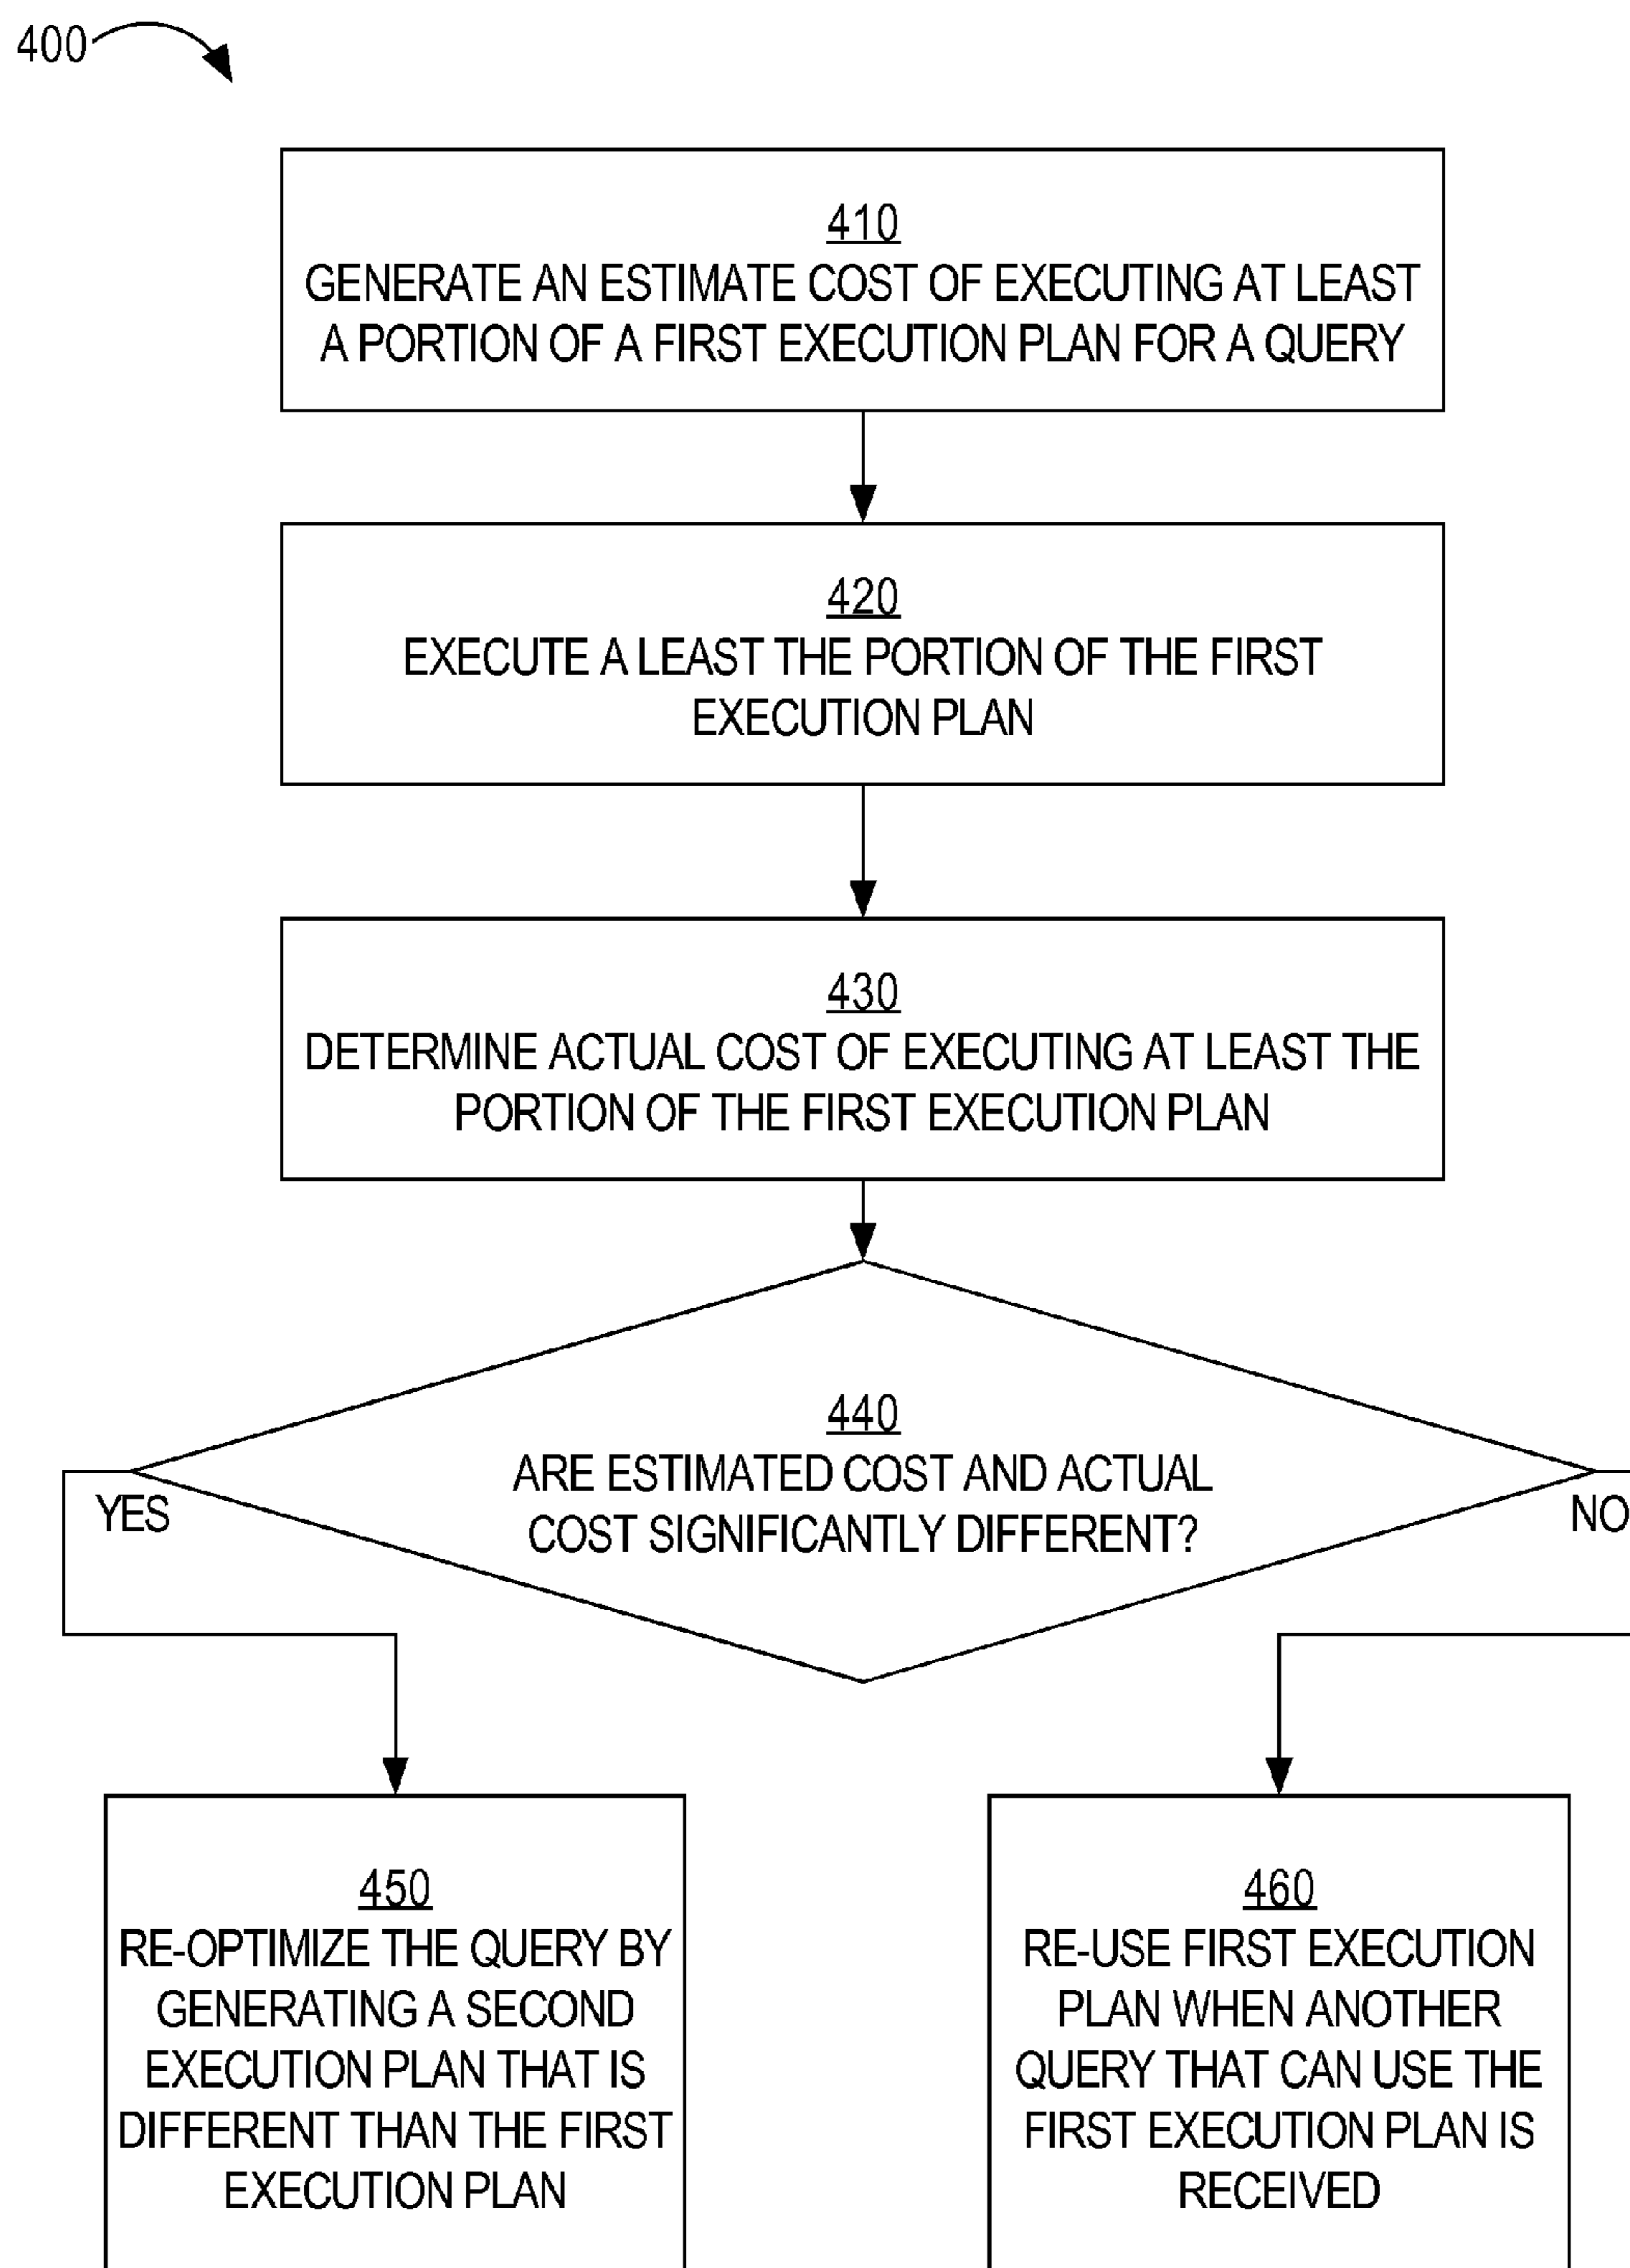 400
410
GENERATE AN ESTIMATE COST OF EXECUTING AT LEAST
A PORTION OF A FIRST EXECUTION PLAN FOR A QUERY
420
EXECUTE A LEAST THE PORTION OF THE FIRST
EXECUTION PLAN
430
DETERMINE ACTUAL COST OF EXECUTING AT LEAST THE
PORTION OF THE FIRST EXECUTION PLAN
440
ARE ESTIMATED COST AND ACTUAL
COST SIGNIFICANTLY DIFFERENT?
YES
NO
450
RE-OPTIMIZE THE QUERY BY
GENERATING A SECOND
EXECUTION PLAN THAT IS
DIFFERENT THAN THE FIRST
EXECUTION PLAN
460
RE-USE FIRST EXECUTION
PLAN WHEN ANOTHER
QUERY THAT CAN USE THE
FIRST EXECUTION PLAN IS
RECEIVED